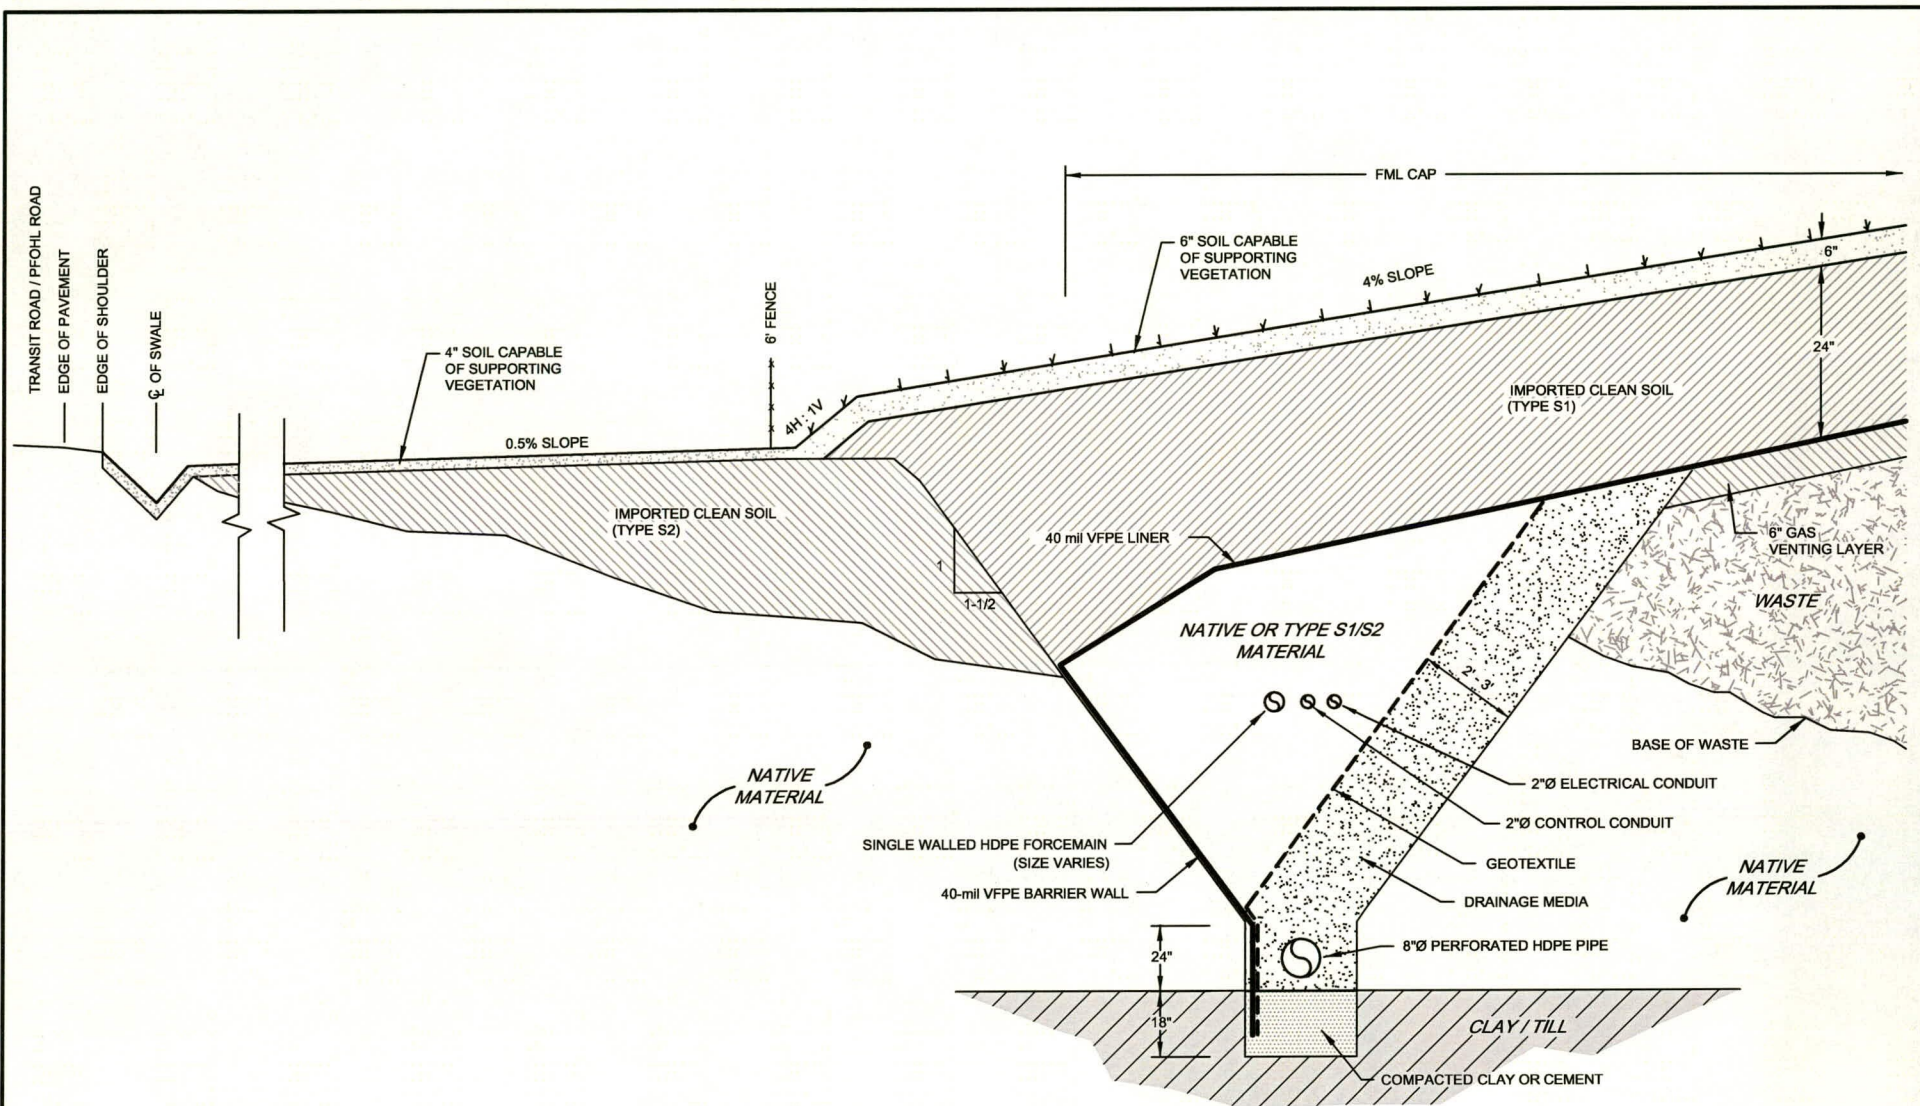 TRANSIT ROAD / PFOHL ROAD
EDGE OF PAVEMENT
EDGE OF SHOULDER
℄ OF SWALE
4" SOIL CAPABLE
OF SUPPORTING
VEGETATION
0.5% SLOPE
6' FENCE
4H : 1V
FML CAP
6" SOIL CAPABLE
OF SUPPORTING
VEGETATION
4% SLOPE
6"
24"
IMPORTED CLEAN SOIL
(TYPE S1)
IMPORTED CLEAN SOIL
(TYPE S2)
1
1-1/2
40 mil VFPE LINER
6" GAS
VENTING LAYER
WASTE
NATIVE OR TYPE S1/S2
MATERIAL
2'
3'
BASE OF WASTE
NATIVE
MATERIAL
2"Ø ELECTRICAL CONDUIT
2"Ø CONTROL CONDUIT
SINGLE WALLED HDPE FORCEMAIN
(SIZE VARIES)
GEOTEXTILE
40-mil VFPE BARRIER WALL
DRAINAGE MEDIA
NATIVE
MATERIAL
8"Ø PERFORATED HDPE PIPE
24"
18"
CLAY / TILL
COMPACTED CLAY OR CEMENT